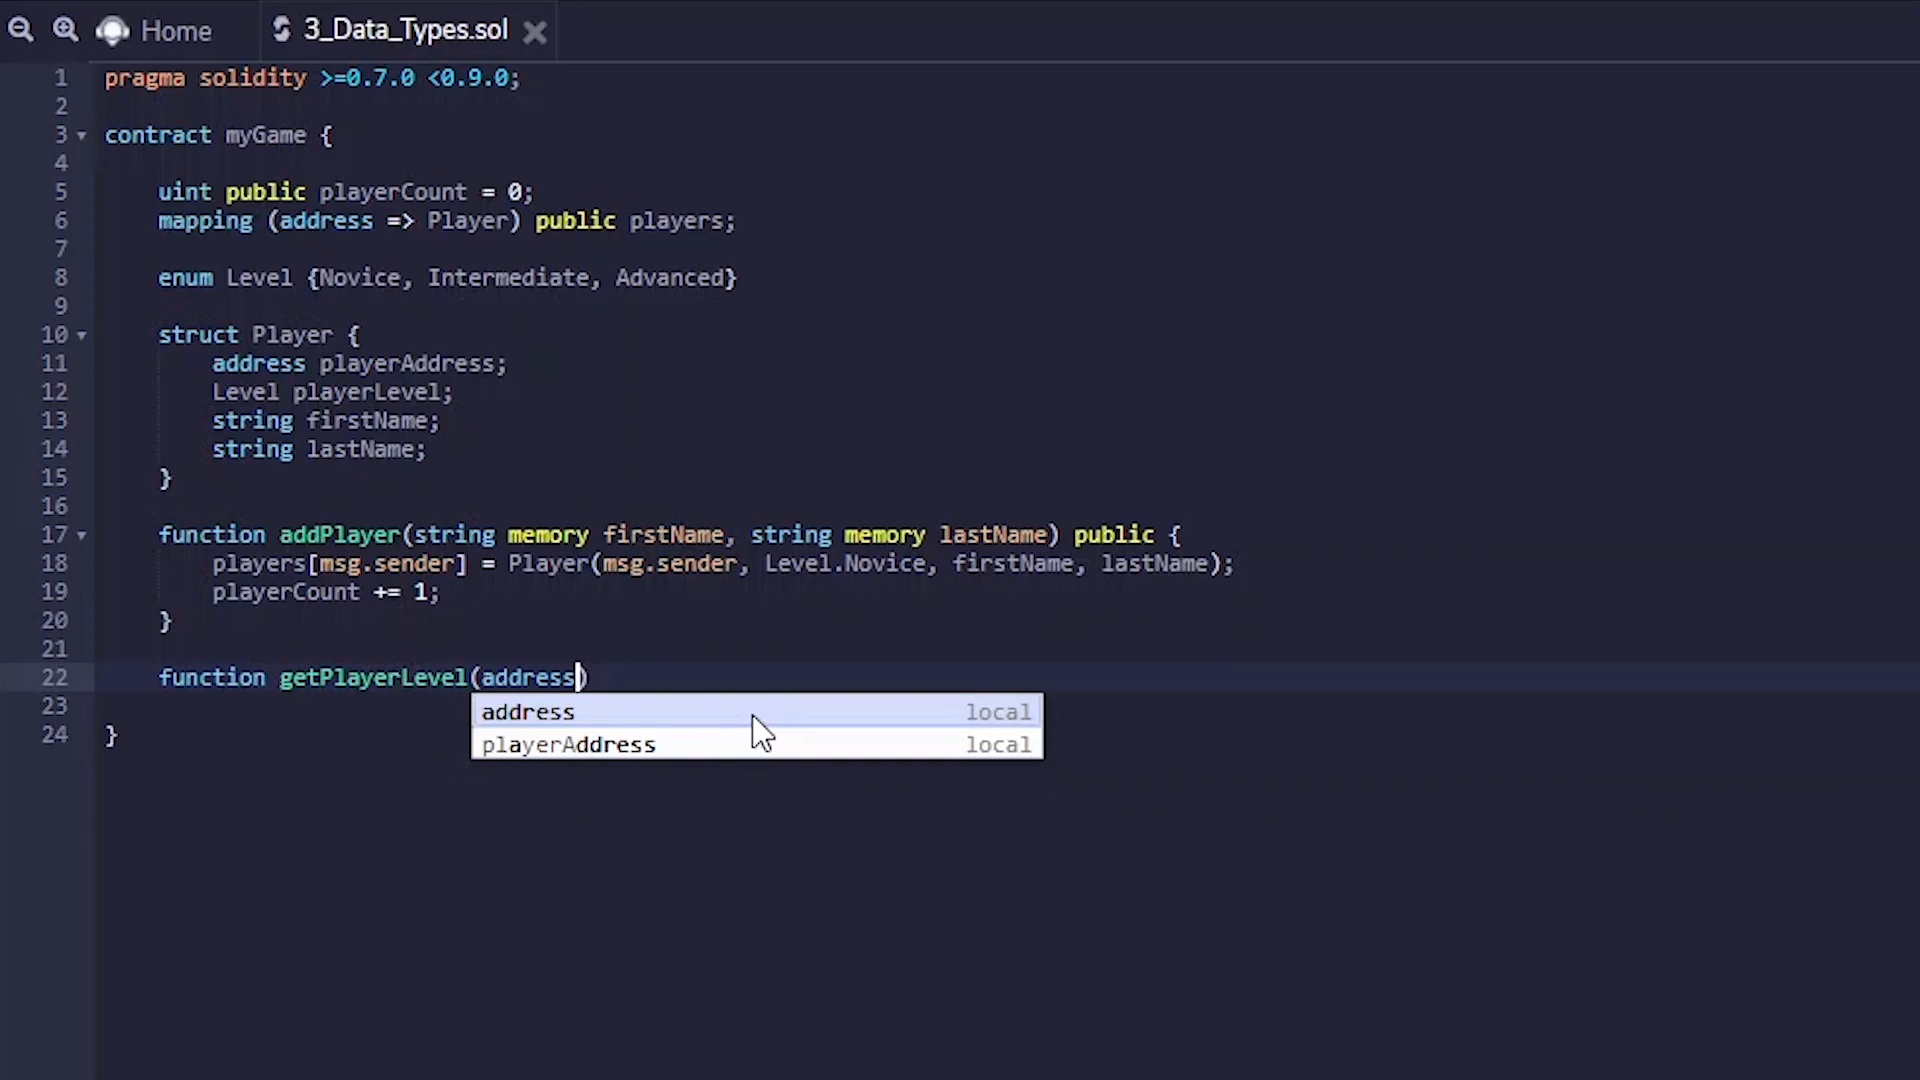 Home 3_Data_Types.sol
1 pragma solidity >=0.7.0 <0.9.0;
2
3 contract myGame {
4
5 uint public playerCount = 0;
6 mapping (address => Player) public players;
7
8 enum Level {Novice, Intermediate, Advanced}
9
10 struct Player {
11 address playerAddress;
12 Level playerLevel;
13 string firstName;
14 string lastName;
15 }
16
17 function addPlayer(string memory firstName, string memory lastName) public {
18 players[msg.sender] = Player(msg.sender, Level.Novice, firstName, lastName);
19 playerCount += 1;
20 }
21
22 function getPlayerLevel(address)
23 address local
playerAddress local
24 }